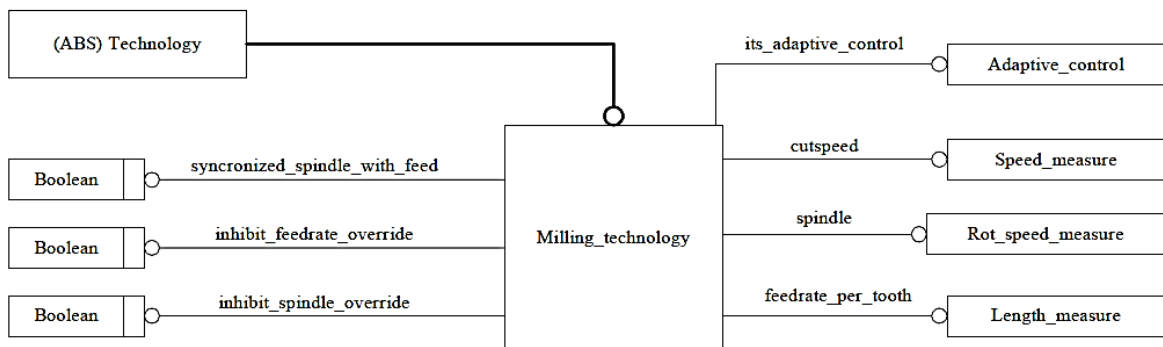 (ABS) Technology
its_adaptive_control
Adaptive_control
syncronized_spindle_with_feed
Boolean
cutspeed
Speed_measure
inhibit_feedrate_override
Boolean
Milling_technology
spindle
Rot_speed_measure
inhibit_spindle_override
Boolean
feedrate_per_tooth
Length_measure